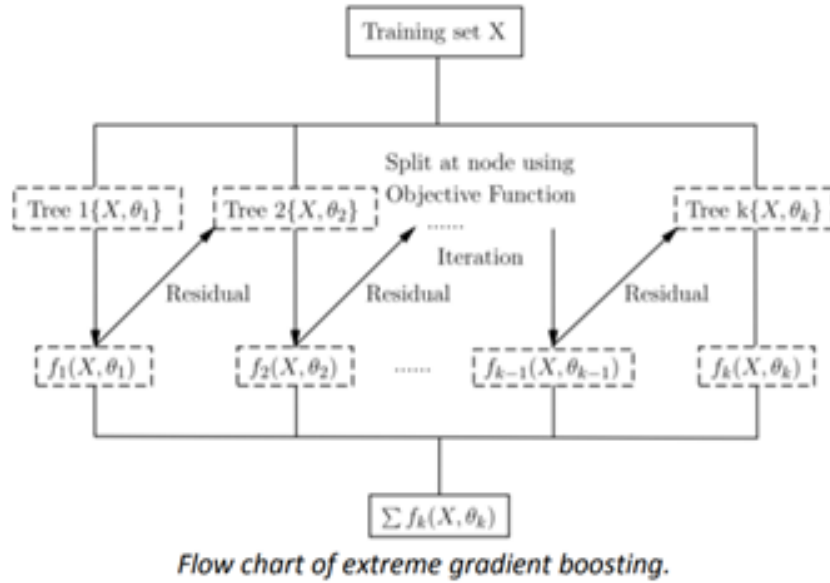 Training set X
Split at node using
Objective Function
Tree 1{X, θ₁}
Tree 2{X, θ₂}
......
Tree k{X, θₖ}
Iteration
Residual
Residual
Residual
f₁(X, θ₁)
f₂(X, θ₂)
......
fₖ₋₁(X, θₖ₋₁)
fₖ(X, θₖ)
∑ fₖ(X, θₖ)
Flow chart of extreme gradient boosting.